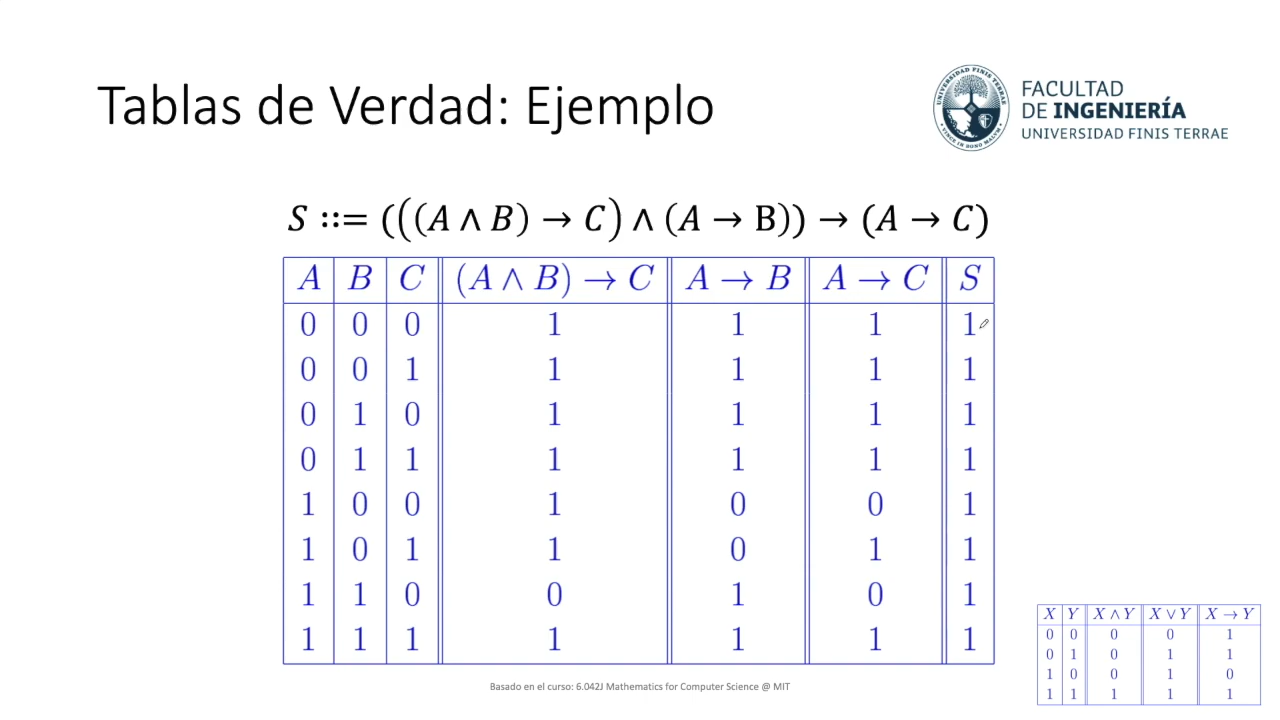 Tablas de Verdad: Ejemplo
FACULTAD
DE INGENIERÍA
UNIVERSIDAD FINIS TERRAE
S ::= (((A ∧ B) → C) ∧ (A → B)) → (A → C)
A B C (A ∧ B) → C A → B A → C S
0 0 0 1 1 1 1
0 0 1 1 1 1 1
0 1 0 1 1 1 1
0 1 1 1 1 1 1
1 0 0 1 0 0 1
1 0 1 1 0 1 1
1 1 0 0 1 0 1
1 1 1 1 1 1 1
X Y X ∧ Y X ∨ Y X → Y
0 0 0 0 1
0 1 0 1 1
1 0 0 1 0
1 1 1 1 1
Basado en el curso: 6.042J Mathematics for Computer Science @ MIT